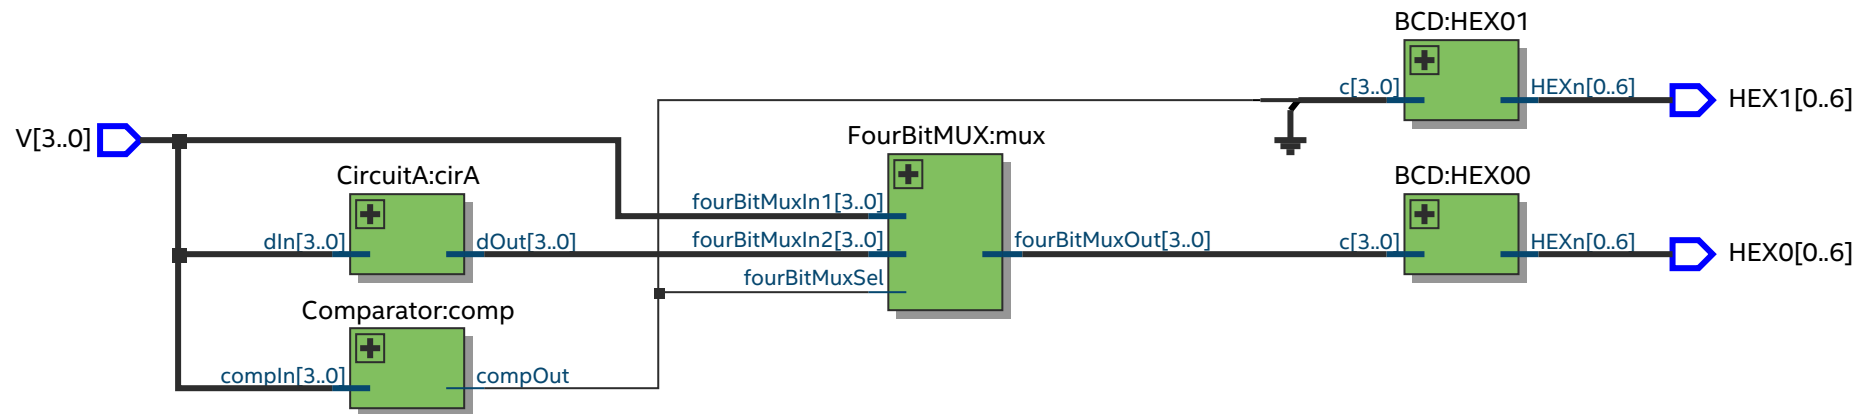 BCD:HEX01
c[3..0]
HEXn[0..6]
HEX1[0..6]
V[3..0]
FourBitMUX:mux
CircuitA:cirA
BCD:HEX00
fourBitMuxIn1[3..0]
dIn[3..0]
dOut[3..0]
fourBitMuxIn2[3..0]
fourBitMuxOut[3..0]
c[3..0]
HEXn[0..6]
HEX0[0..6]
fourBitMuxSel
Comparator:comp
compIn[3..0]
compOut